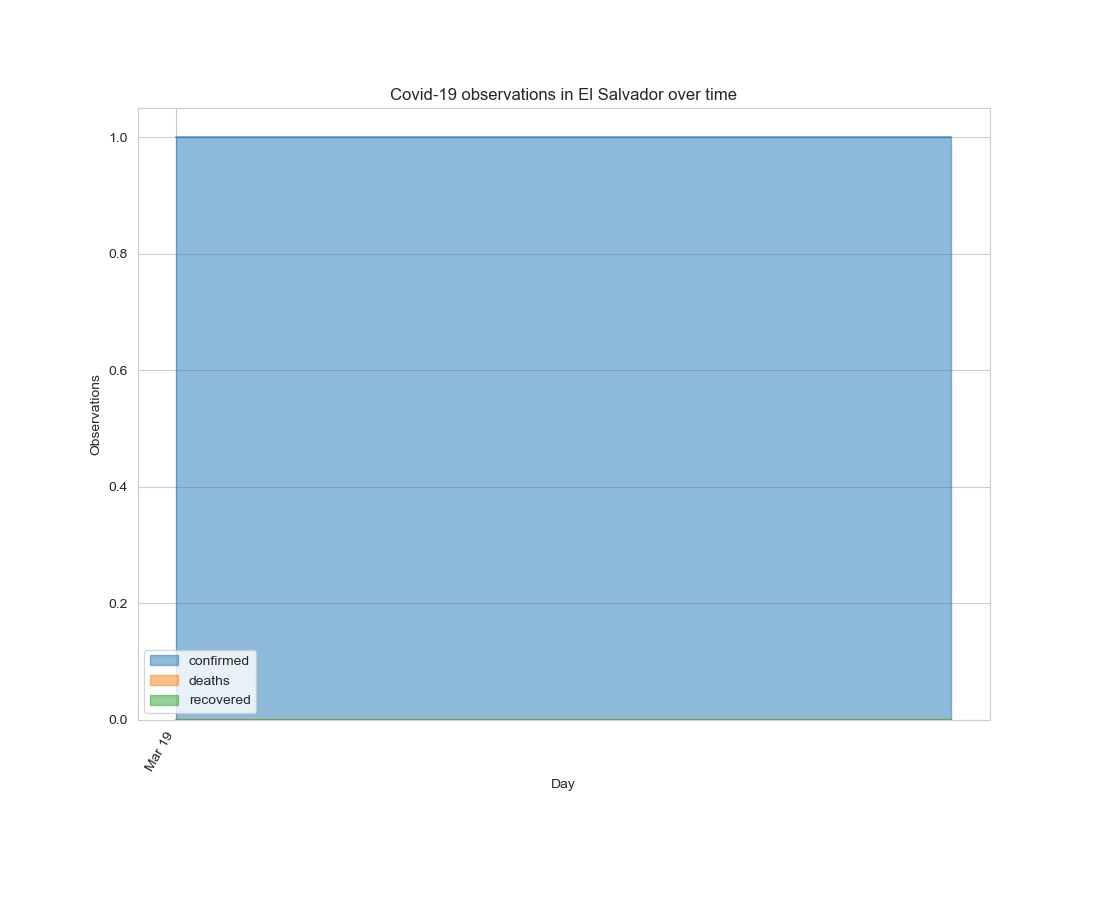 Covid-19 observations in El Salvador over time
1.0
0.8
0.6
0.4
0.2
0.0
Observations
confirmed
deaths
recovered
Mar 19
Day